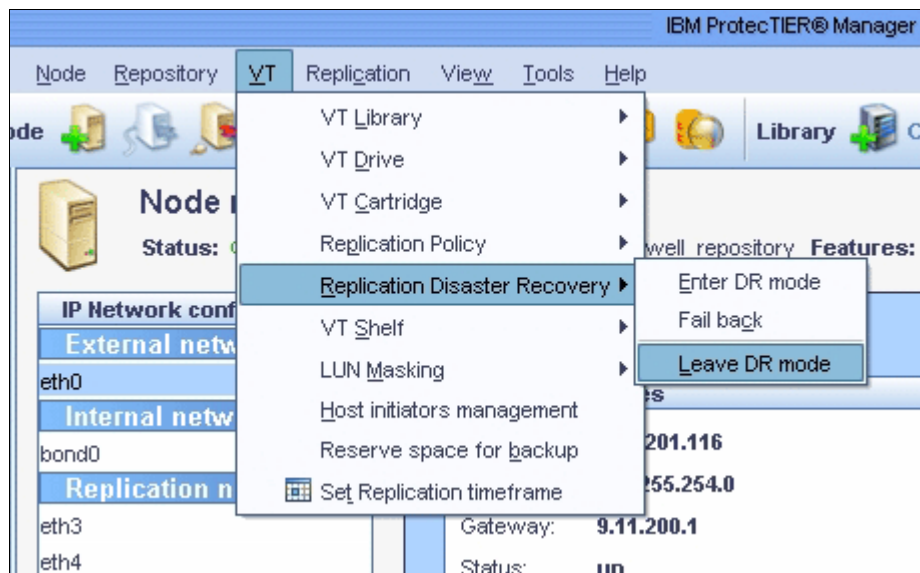 IBM ProtecTIER® Manager
Node Repository VT Replication View Tools Help
VT Library
VT Drive
VT Cartridge
Replication Policy
Replication Disaster Recovery
VT Shelf
LUN Masking
Host initiators management
Reserve space for backup
Set Replication timeframe
Enter DR mode
Fail back
Leave DR mode
Library
Node
Status:
well repository Features:
IP Network conf
External netw
eth0
Internal netw
bond0
Replication n
eth3
eth4
201.116
255.254.0
Gateway: 9.11.200.1
Status: up